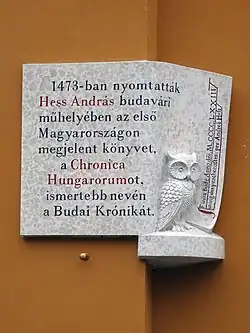 1473-ban nyomtatták
Hess András budavári
műhelyében az első
Magyarországon
megjelent könyvet,
a Chronica
Hungarorumot,
ismertebb nevén
a Budai Krónikát.